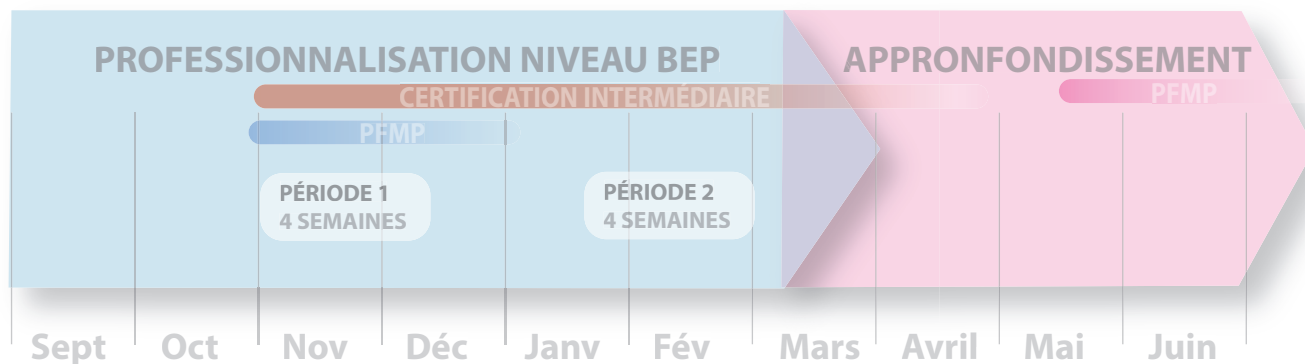 PROFESSIONNALISATION NIVEAU BEP
APPRONFONDISSEMENT
CERTIFICATION INTERMÉDIAIRE
PFMP
PFMP
PÉRIODE 1
4 SEMAINES
PÉRIODE 2
4 SEMAINES
Sept Oct Nov Déc Janv Fév Mars Avril Mai Juin